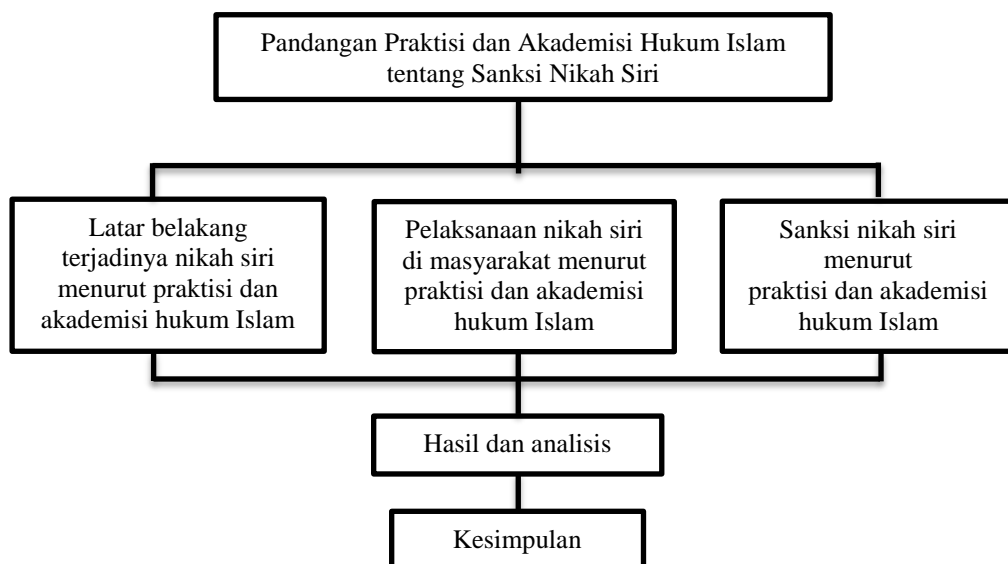 Pandangan Praktisi dan Akademisi Hukum Islam
tentang Sanksi Nikah Siri
Latar belakang
terjadinya nikah siri
menurut praktisi dan
akademisi hukum Islam
Pelaksanaan nikah siri
di masyarakat menurut
praktisi dan akademisi
hukum Islam
Sanksi nikah siri
menurut
praktisi dan akademisi
hukum Islam
Hasil dan analisis
Kesimpulan